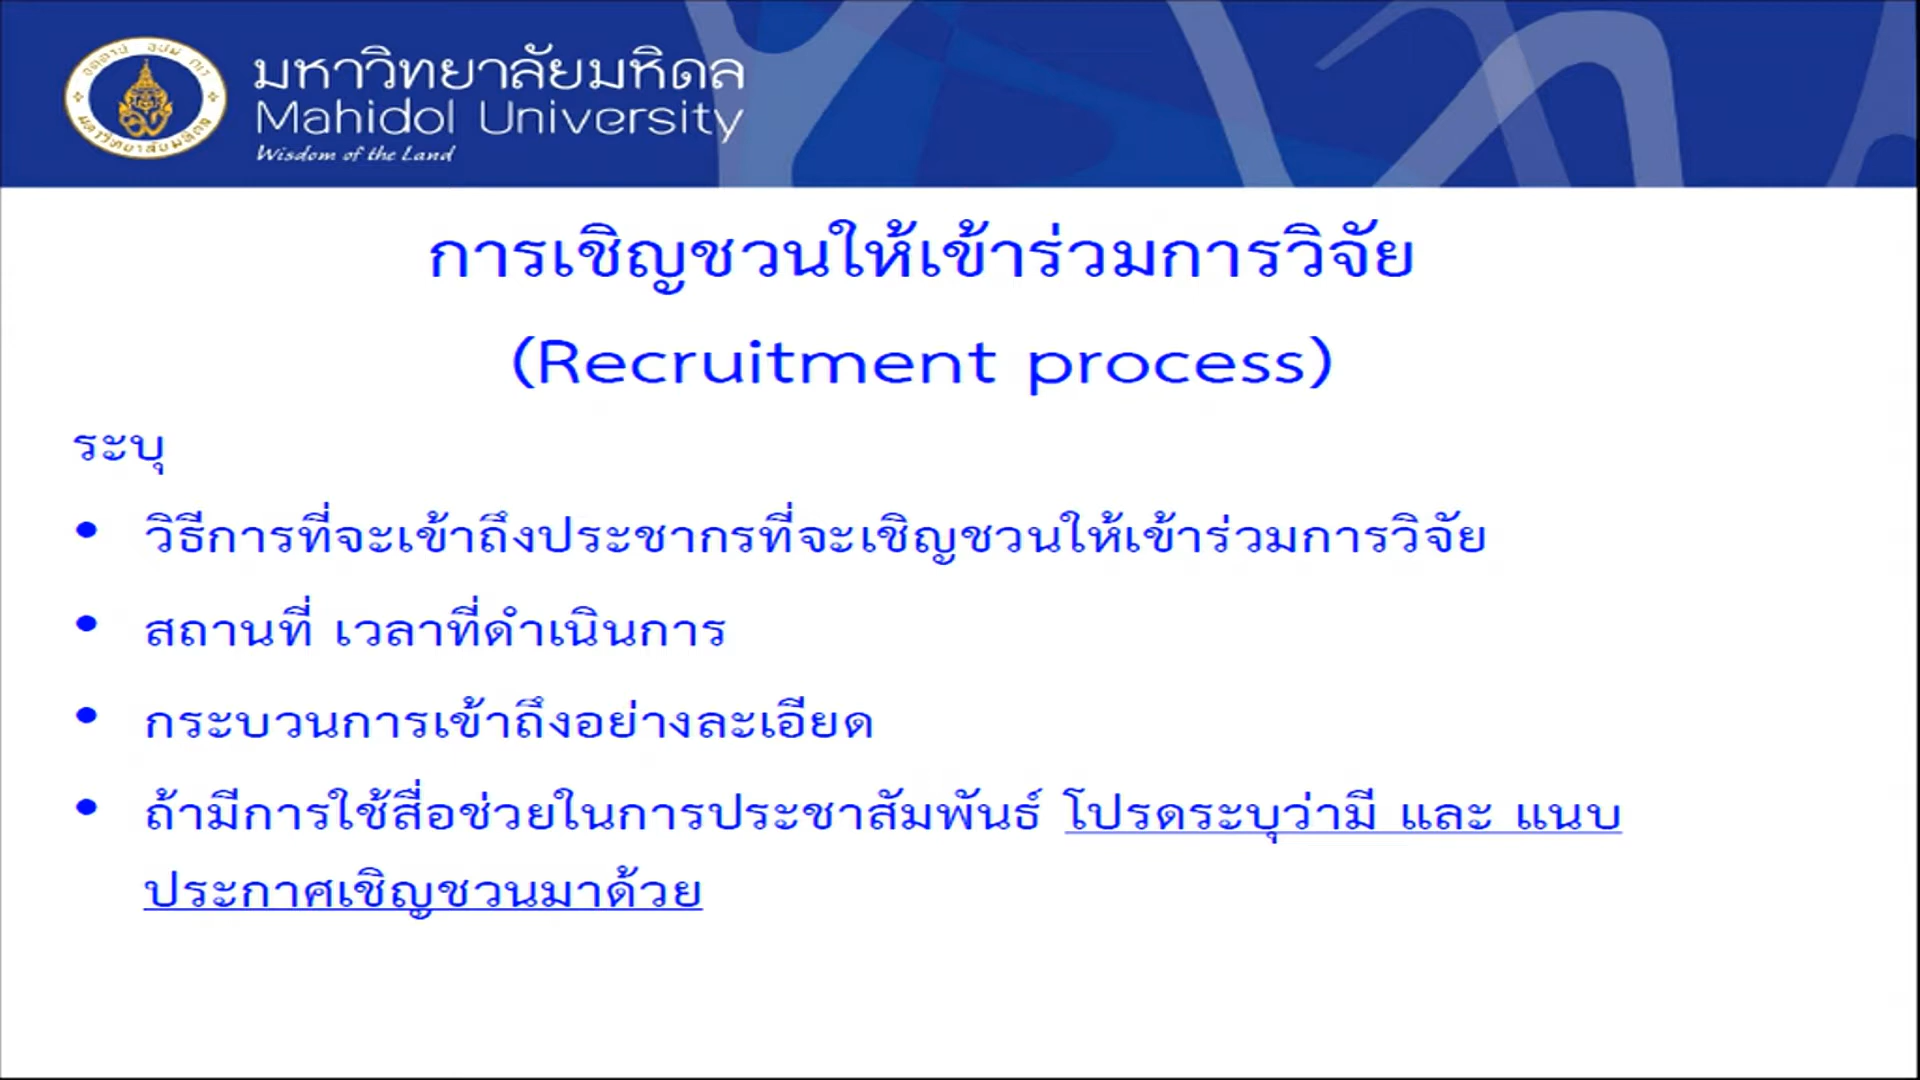 มหาวิทยาลัยมหิดล
Mahidol University
Wisdom of the Land
การเชิญชวนให้เข้าร่วมการวิจัย
(Recruitment process)
ระบุ
• วิธีการที่จะเข้าถึงประชากรที่จะเชิญชวนให้เข้าร่วมการวิจัย
• สถานที่ เวลาที่ดำเนินการ
• กระบวนการเข้าถึงอย่างละเอียด
• ถ้ามีการใช้สื่อช่วยในการประชาสัมพันธ์ โปรดระบุว่ามี และ แนบ
ประกาศเชิญชวนมาด้วย